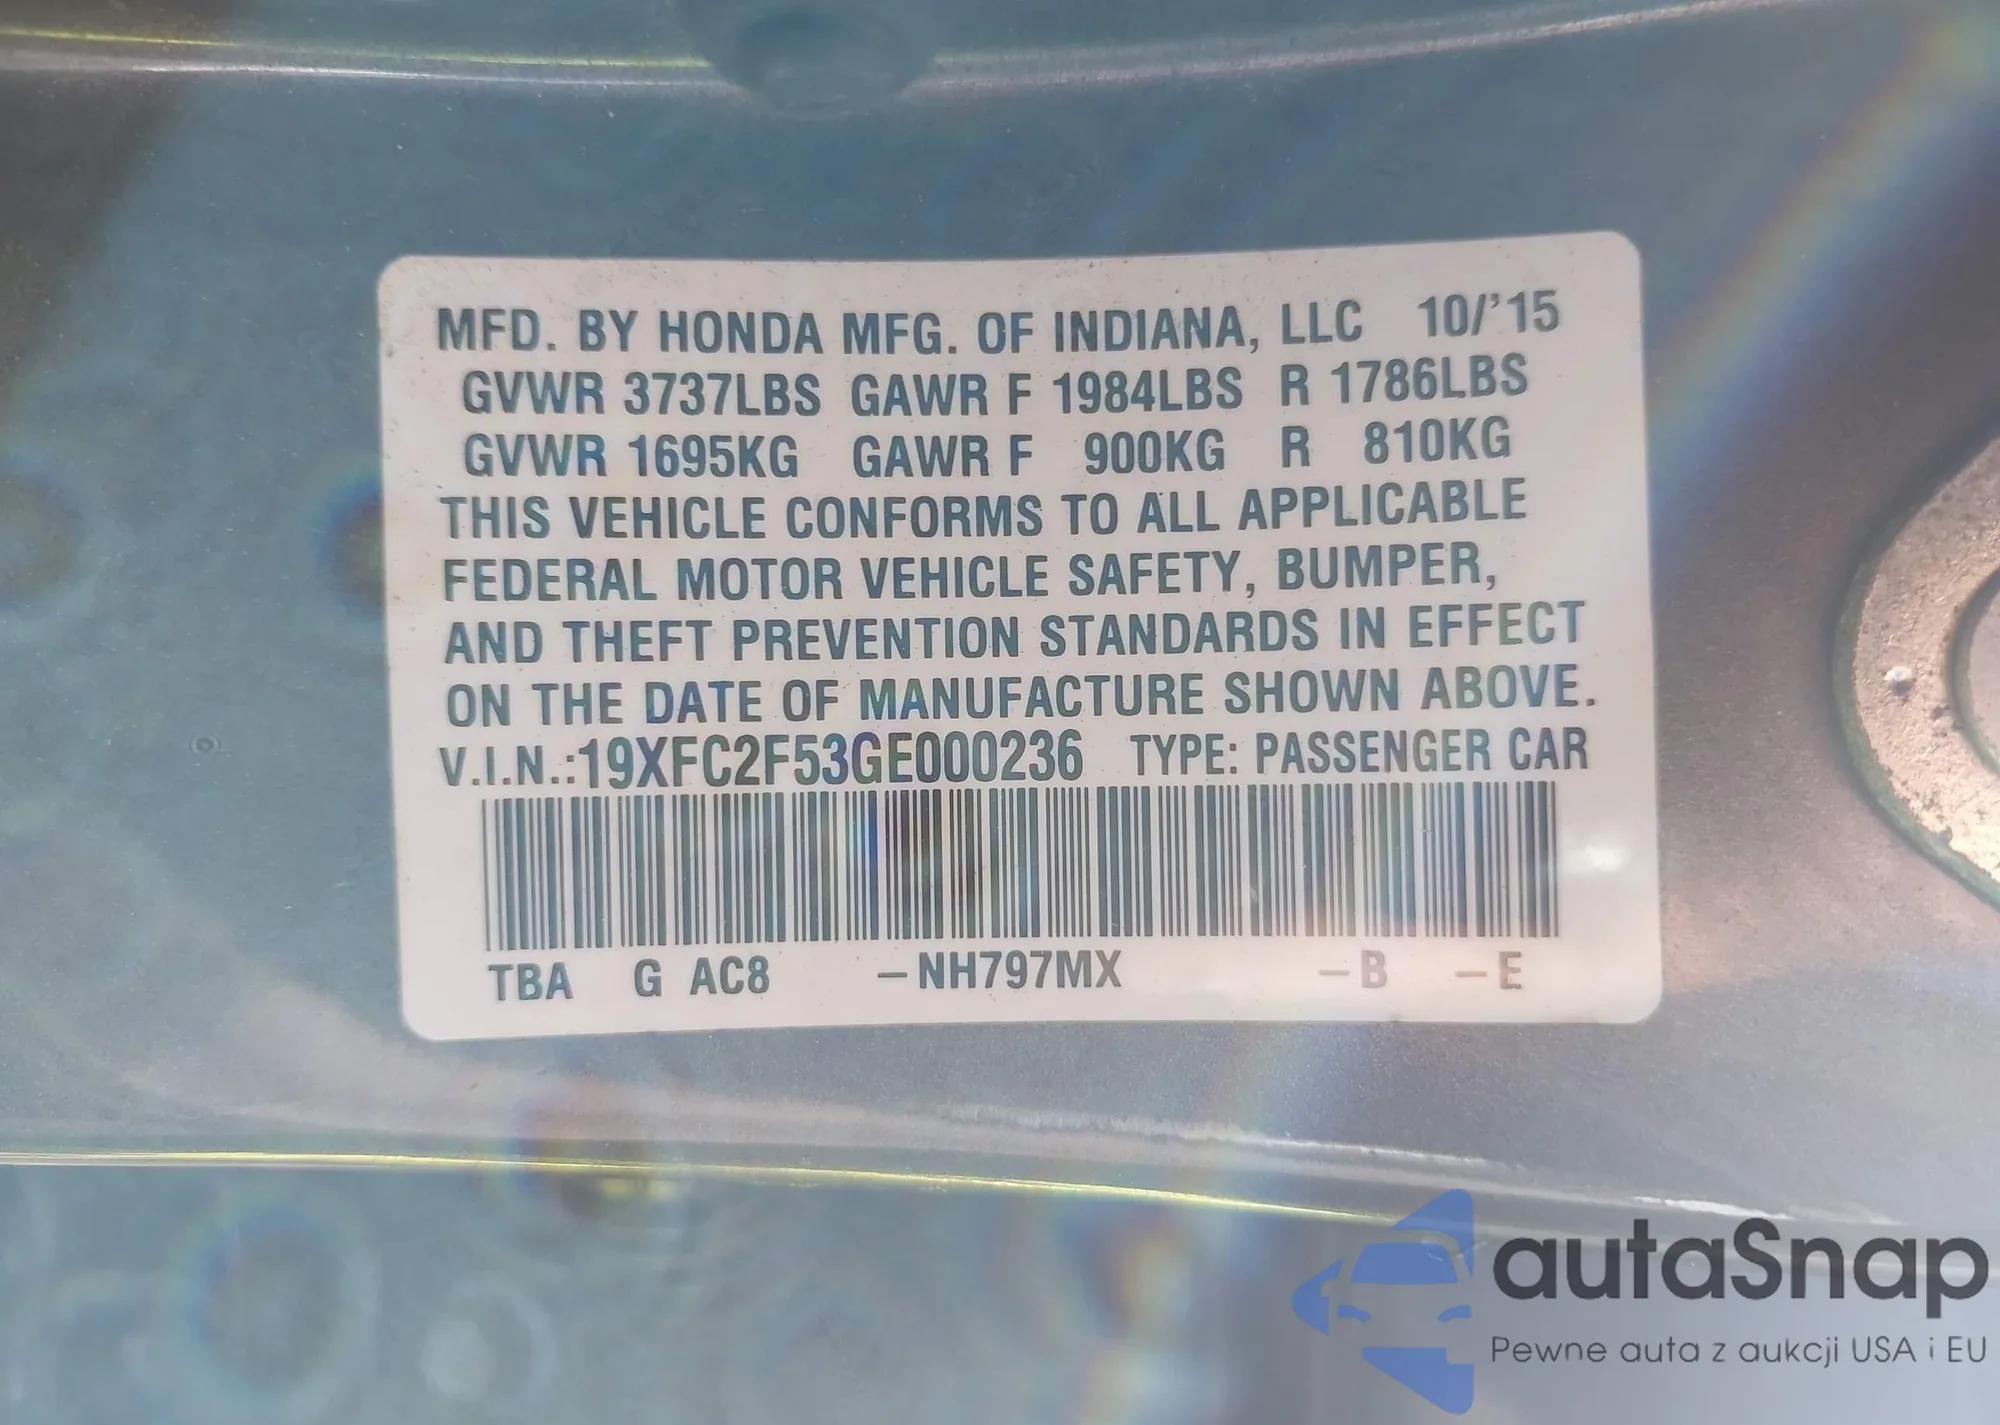 MFD. BY HONDA MFG. OF INDIANA, LLC 10/'15
GVWR 3737LBS GAWR F 1984LBS R 1786LBS
GVWR 1695KG GAWR F 900KG R 810KG
THIS VEHICLE CONFORMS TO ALL APPLICABLE
FEDERAL MOTOR VEHICLE SAFETY, BUMPER,
AND THEFT PREVENTION STANDARDS IN EFFECT
ON THE DATE OF MANUFACTURE SHOWN ABOVE.
V.I.N.:19XFC2F53GE000236 TYPE: PASSENGER CAR
TBA G AC8 –NH797MX –B –E
autaSnap
Pewne auta z aukcji USA i EU